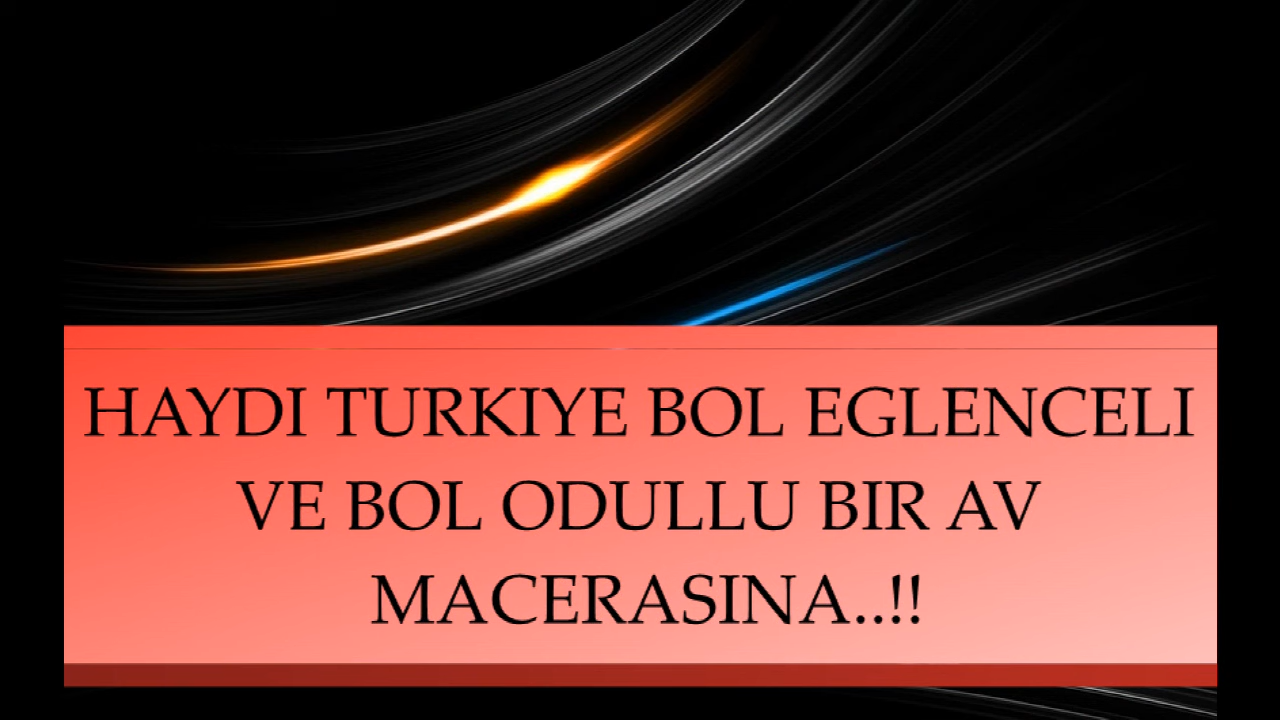 HAYDI TURKIYE BOL EGLENCELI
VE BOL ODULLU BIR AV
MACERASINA..!!